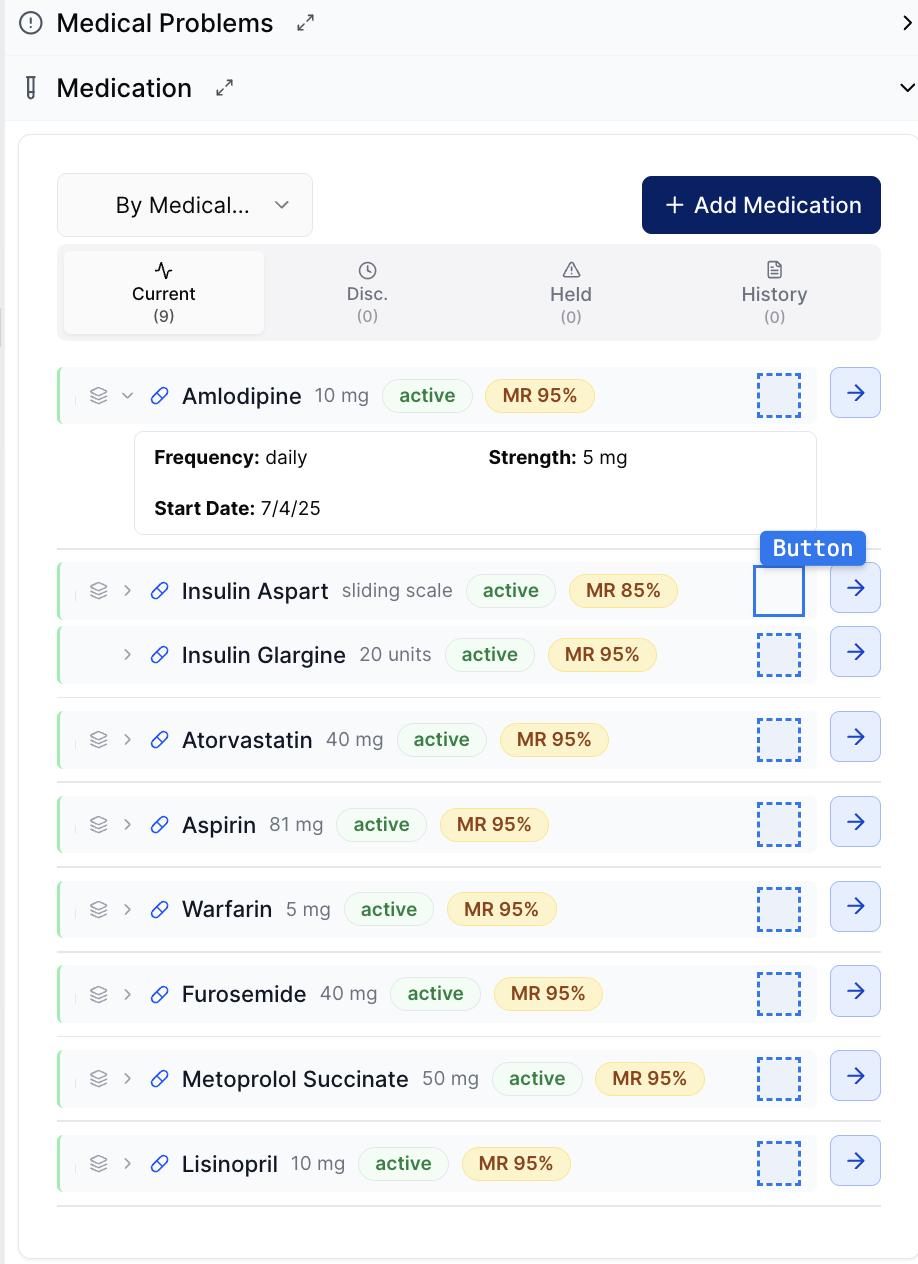 Medical Problems
Medication
By Medical...
+ Add Medication
Current
(9)
Disc.
(0)
Held
(0)
History
(0)
Amlodipine 10 mg active MR 95%
Frequency: daily Strength: 5 mg
Start Date: 7/4/25
Button
Insulin Aspart sliding scale active MR 85%
Insulin Glargine 20 units active MR 95%
Atorvastatin 40 mg active MR 95%
Aspirin 81 mg active MR 95%
Warfarin 5 mg active MR 95%
Furosemide 40 mg active MR 95%
Metoprolol Succinate 50 mg active MR 95%
Lisinopril 10 mg active MR 95%